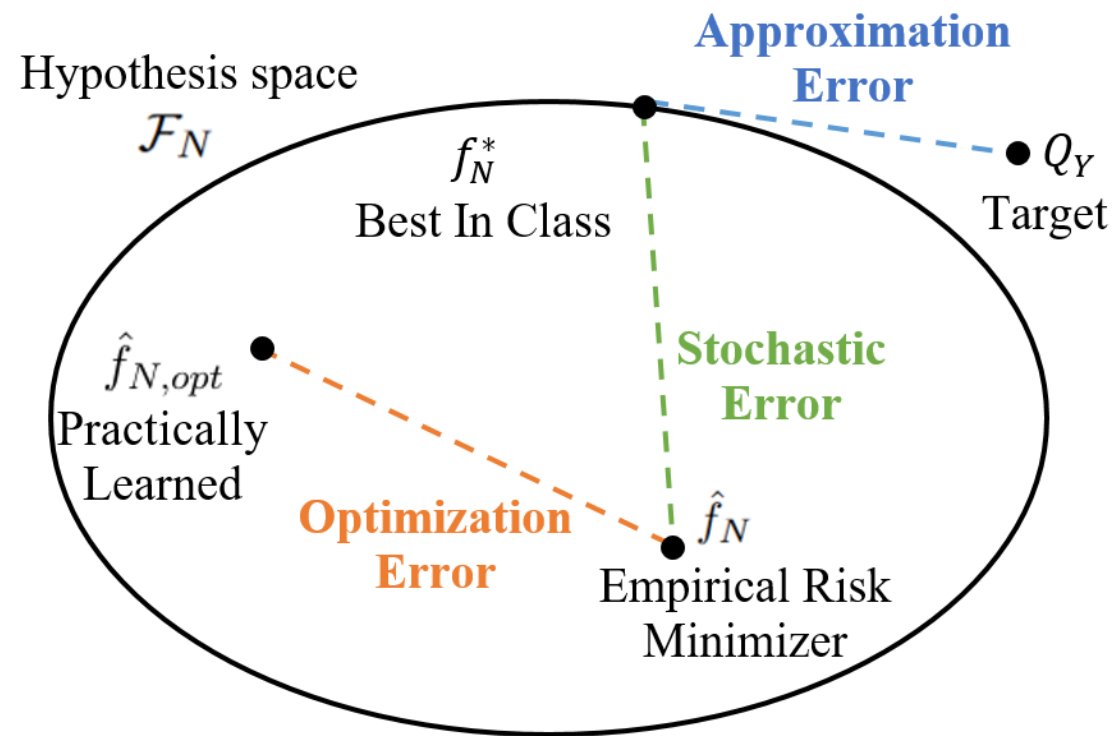 Approximation
Error
Hypothesis space
𝓕_N
f_N^*
Best In Class
Q_Y
Target
f̂_{N,opt}
Practically
Learned
Stochastic
Error
Optimization
Error
f̂_N
Empirical Risk
Minimizer